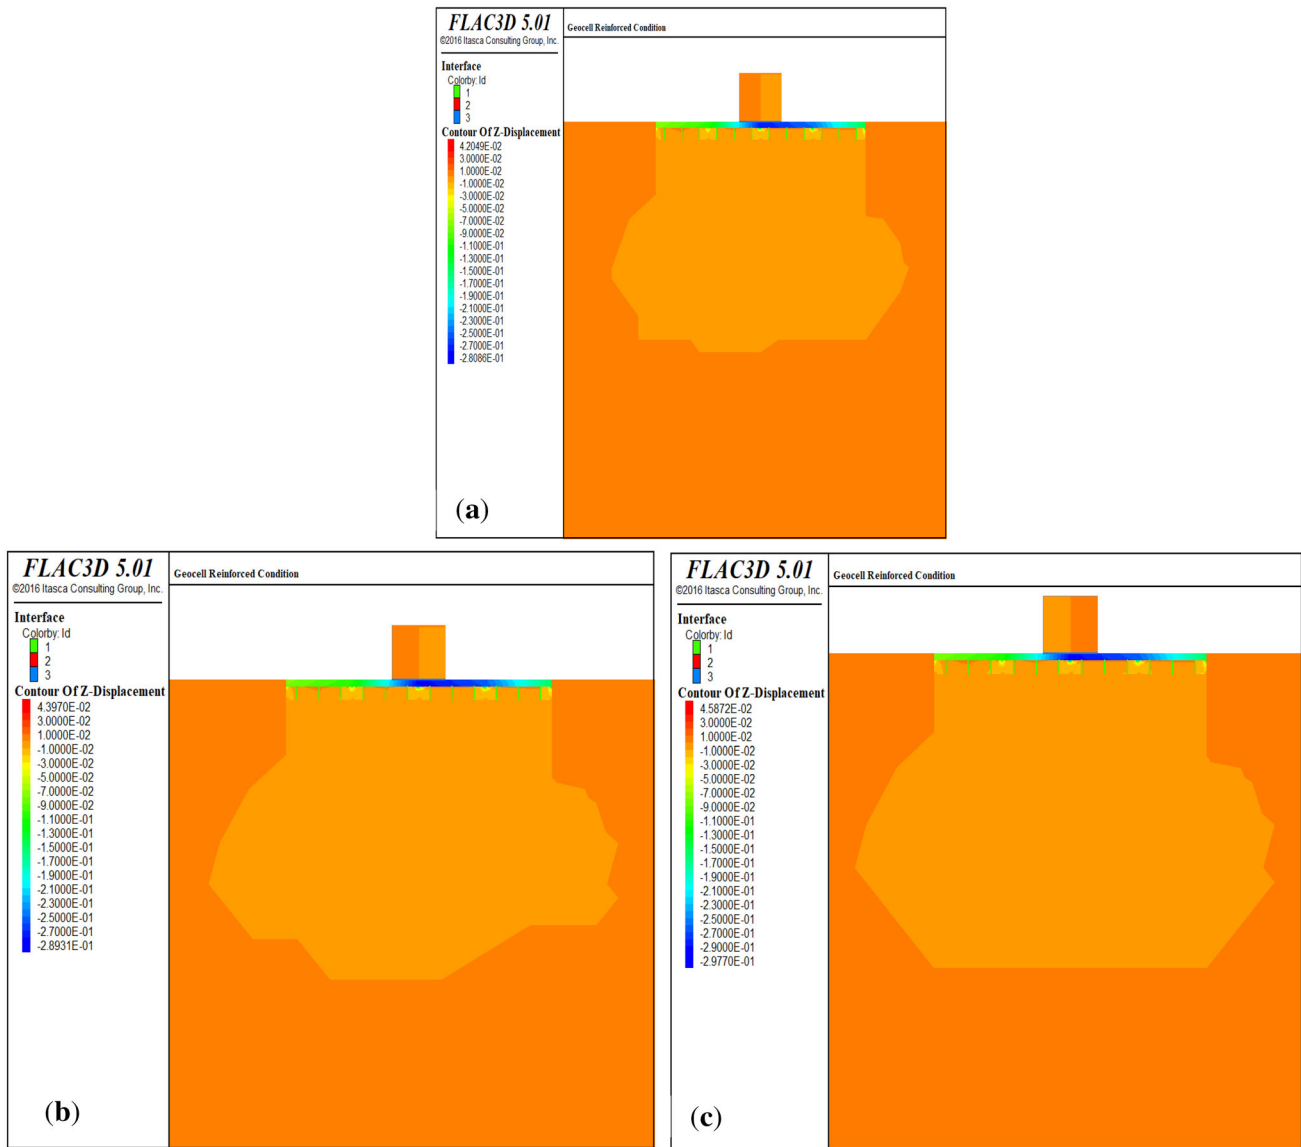 FLAC3D 5.01
©2016 Itasca Consulting Group, Inc.
Geocell Reinforced Condition
Interface
Colorby: Id
1
2
3
Contour Of Z-Displacement
4.2049E-02
3.0000E-02
1.0000E-02
-1.0000E-02
-3.0000E-02
-5.0000E-02
-7.0000E-02
-9.0000E-02
-1.1000E-01
-1.3000E-01
-1.5000E-01
-1.7000E-01
-1.9000E-01
-2.1000E-01
-2.3000E-01
-2.5000E-01
-2.7000E-01
-2.8086E-01
(a)
FLAC3D 5.01
©2016 Itasca Consulting Group, Inc.
Geocell Reinforced Condition
Interface
Colorby: Id
1
2
3
Contour Of Z-Displacement
4.3970E-02
3.0000E-02
1.0000E-02
-1.0000E-02
-3.0000E-02
-5.0000E-02
-7.0000E-02
-9.0000E-02
-1.1000E-01
-1.3000E-01
-1.5000E-01
-1.7000E-01
-1.9000E-01
-2.1000E-01
-2.3000E-01
-2.5000E-01
-2.7000E-01
-2.8931E-01
(b)
FLAC3D 5.01
©2016 Itasca Consulting Group, Inc.
Geocell Reinforced Condition
Interface
Colorby: Id
1
2
3
Contour Of Z-Displacement
4.5872E-02
3.0000E-02
1.0000E-02
-1.0000E-02
-3.0000E-02
-5.0000E-02
-7.0000E-02
-9.0000E-02
-1.1000E-01
-1.3000E-01
-1.5000E-01
-1.7000E-01
-1.9000E-01
-2.1000E-01
-2.3000E-01
-2.5000E-01
-2.7000E-01
-2.9000E-01
-2.9770E-01
(c)